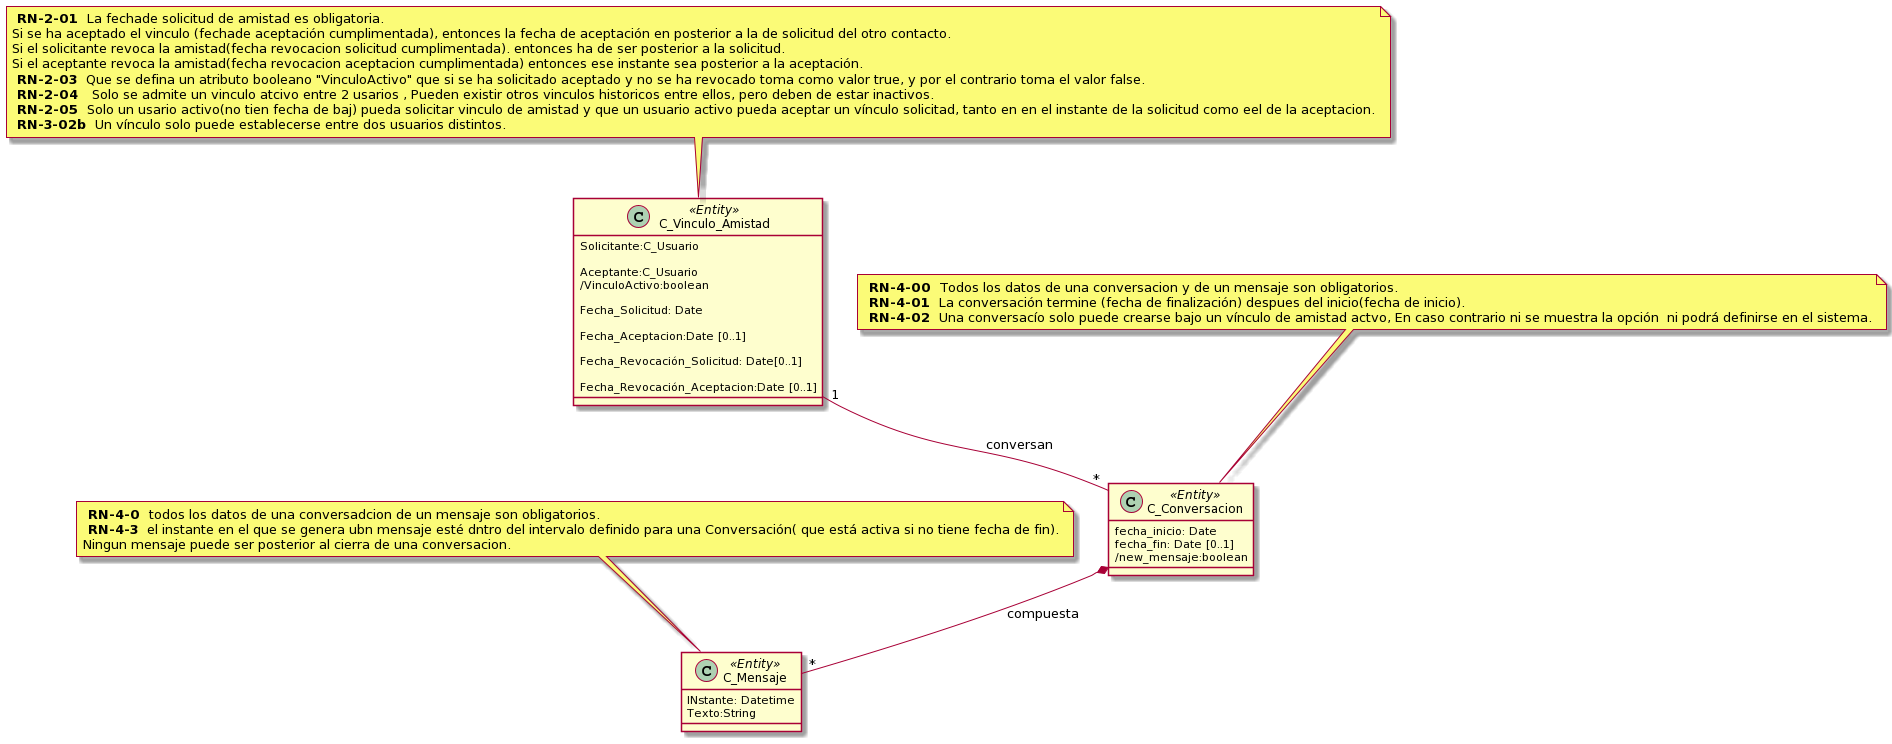 RN-2-01 La fechade solicitud de amistad es obligatoria.
Si se ha aceptado el vinculo (fechade aceptación cumplimentada), entonces la fecha de aceptación en posterior a la de solicitud del otro contacto.
Si el solicitante revoca la amistad(fecha revocacion solicitud cumplimentada). entonces ha de ser posterior a la solicitud.
Si el aceptante revoca la amistad(fecha revocacion aceptacion cumplimentada) entonces ese instante sea posterior a la aceptación.
RN-2-03 Que se defina un atributo booleano "VinculoActivo" que si se ha solicitado aceptado y no se ha revocado toma como valor true, y por el contrario toma el valor false.
RN-2-04 Solo se admite un vinculo atcivo entre 2 usarios , Pueden existir otros vinculos historicos entre ellos, pero deben de estar inactivos.
RN-2-05 Solo un usario activo(no tien fecha de baj) pueda solicitar vinculo de amistad y que un usuario activo pueda aceptar un vínculo solicitad, tanto en en el instante de la solicitud como eel de la aceptacion.
RN-3-02b Un vínculo solo puede establecerse entre dos usuarios distintos.
«Entity»
C C_Vinculo_Amistad
Solicitante:C_Usuario
Aceptante:C_Usuario
/VinculoActivo:boolean
Fecha_Solicitud: Date
Fecha_Aceptacion:Date [0..1]
Fecha_Revocación_Solicitud: Date[0..1]
Fecha_Revocación_Aceptacion:Date [0..1]
RN-4-00 Todos los datos de una conversacion y de un mensaje son obligatorios.
RN-4-01 La conversación termine (fecha de finalización) despues del inicio(fecha de inicio).
RN-4-02 Una conversacío solo puede crearse bajo un vínculo de amistad actvo, En caso contrario ni se muestra la opción ni podrá definirse en el sistema.
1
conversan
*
«Entity»
C C_Conversacion
fecha_inicio: Date
fecha_fin: Date [0..1]
/new_mensaje:boolean
RN-4-0 todos los datos de una conversadcion de un mensaje son obligatorios.
RN-4-3 el instante en el que se genera ubn mensaje esté dntro del intervalo definido para una Conversación( que está activa si no tiene fecha de fin).
Ningun mensaje puede ser posterior al cierra de una conversacion.
compuesta
*
«Entity»
C C_Mensaje
INstante: Datetime
Texto:String